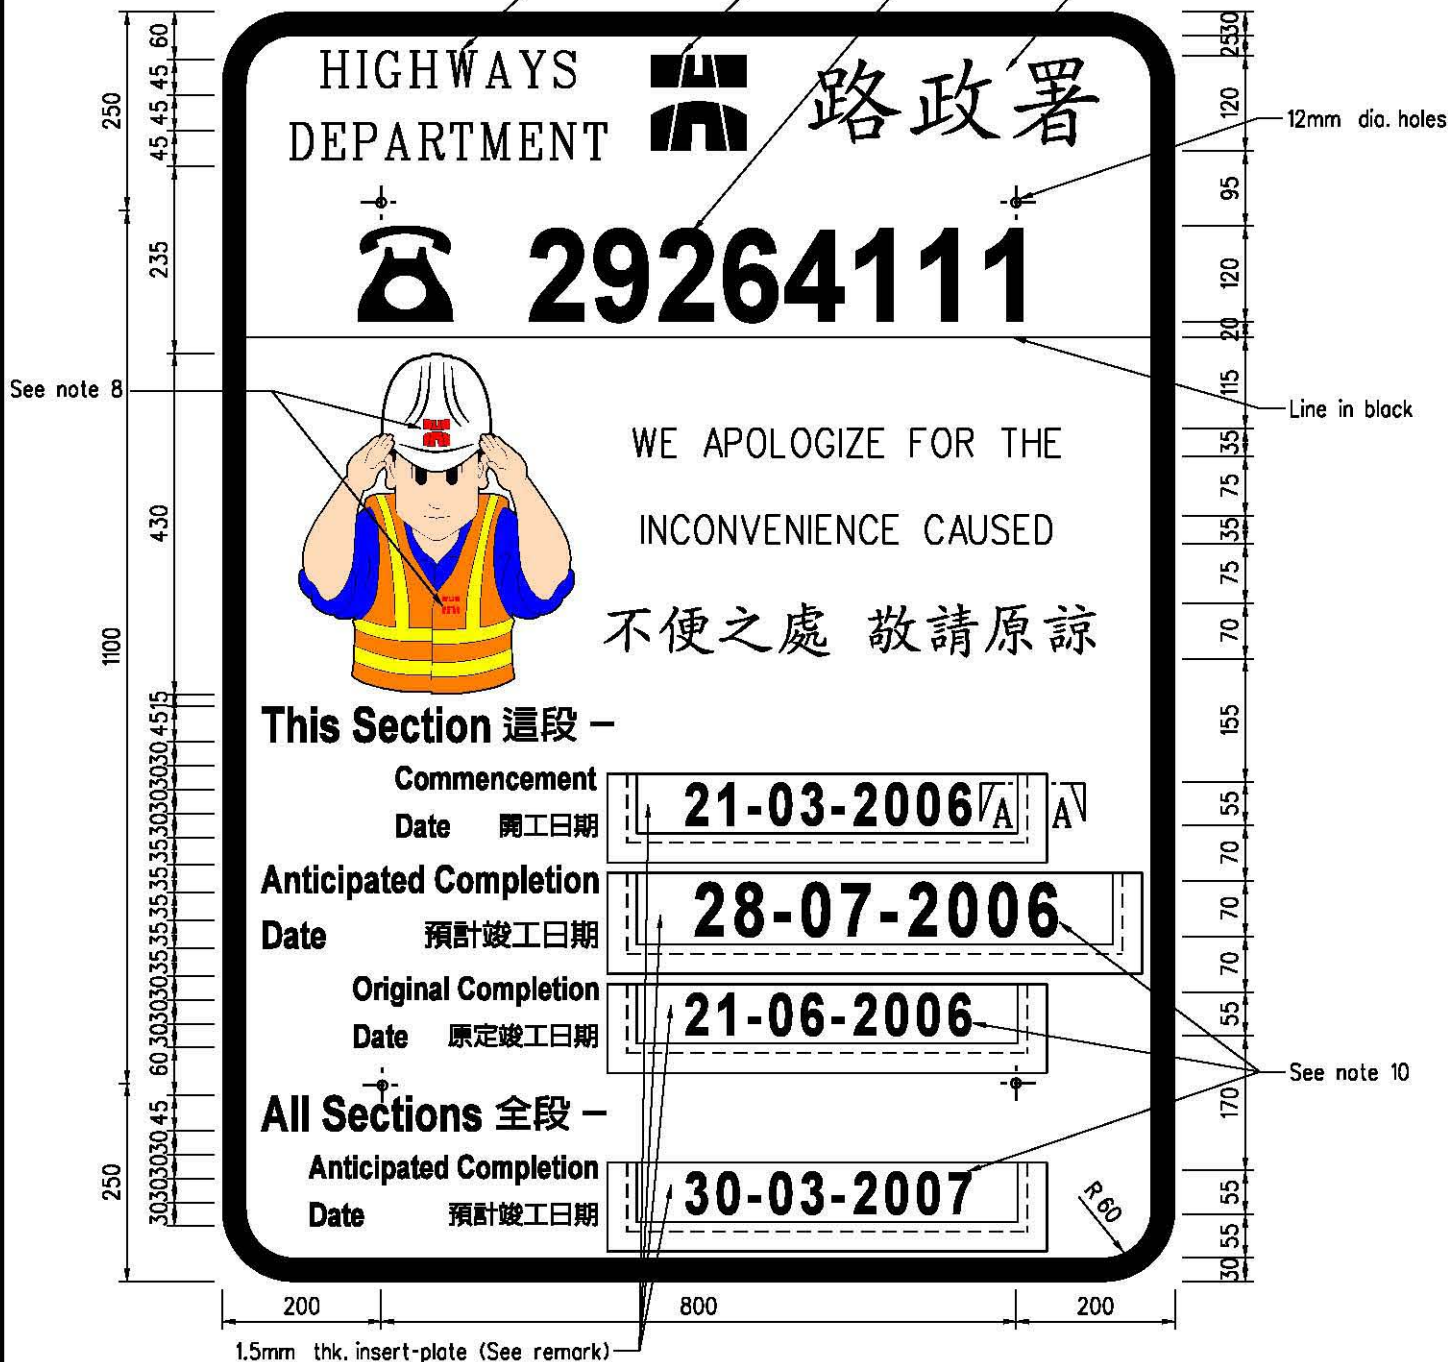 HIGHWAYS
DEPARTMENT
路政署
29264111
12mm dia. holes
See note 8
Line in black
WE APOLOGIZE FOR THE
INCONVENIENCE CAUSED
不便之處 敬請原諒
This Section 這段 –
Commencement
Date 開工日期
21-03-2006
A A
Anticipated Completion
Date 預計竣工日期
28-07-2006
Original Completion
Date 原定竣工日期
21-06-2006
See note 10
All Sections 全段 –
Anticipated Completion
Date 預計竣工日期
30-03-2007
R 60
250
1100
250
60
45
45
45
235
430
15
45
30
30
30
30
35
35
35
35
35
30
30
30
60
45
30
30
30
30
25
120
95
120
20
115
35
75
35
75
70
155
55
70
70
70
55
170
55
55
30
200
800
200
1.5mm thk. insert-plate (See remark)